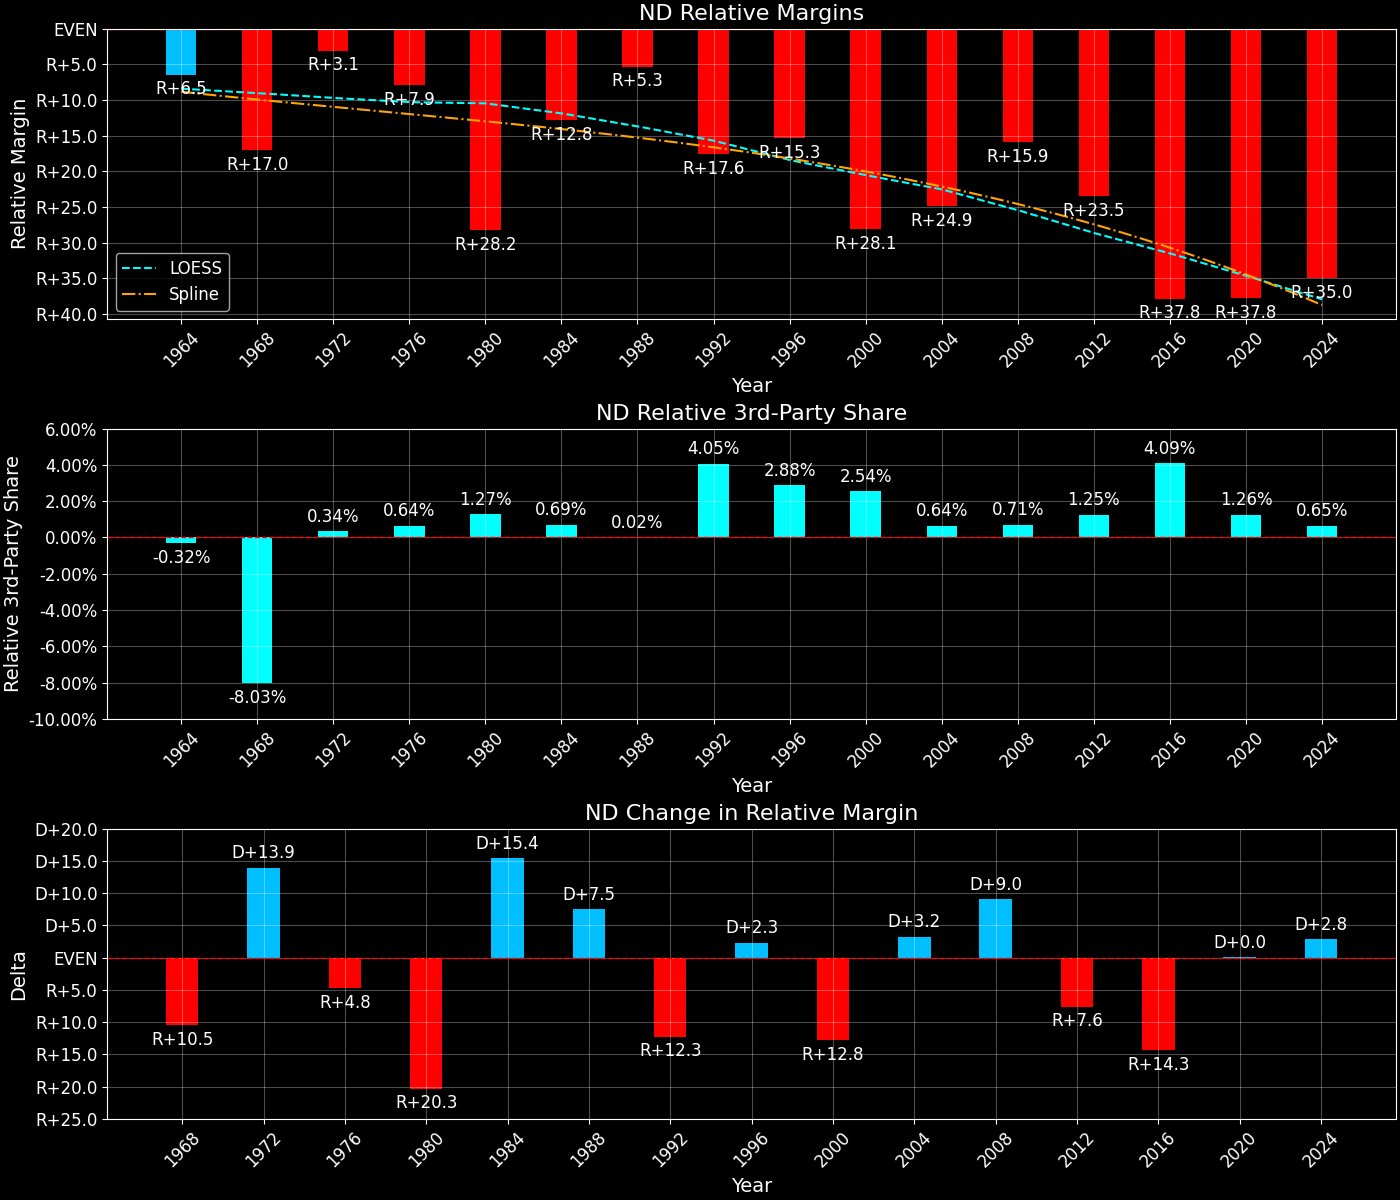 ND Relative Margins
Relative Margin
EVEN
R+5.0
R+10.0
R+15.0
R+20.0
R+25.0
R+30.0
R+35.0
R+40.0
R+6.5
R+17.0
R+3.1
R+7.9
R+28.2
R+12.8
R+5.3
R+17.6
R+15.3
R+28.1
R+24.9
R+15.9
R+23.5
R+37.8
R+37.8
R+35.0
LOESS
Spline
1964
1968
1972
1976
1980
1984
1988
1992
1996
2000
2004
2008
2012
2016
2020
2024
Year
ND Relative 3rd-Party Share
Relative 3rd-Party Share
6.00%
4.00%
2.00%
0.00%
-2.00%
-4.00%
-6.00%
-8.00%
-10.00%
-0.32%
-8.03%
0.34%
0.64%
1.27%
0.69%
0.02%
4.05%
2.88%
2.54%
0.64%
0.71%
1.25%
4.09%
1.26%
0.65%
1964
1968
1972
1976
1980
1984
1988
1992
1996
2000
2004
2008
2012
2016
2020
2024
Year
ND Change in Relative Margin
Delta
D+20.0
D+15.0
D+10.0
D+5.0
EVEN
R+5.0
R+10.0
R+15.0
R+20.0
R+25.0
R+10.5
D+13.9
R+4.8
R+20.3
D+15.4
D+7.5
R+12.3
D+2.3
R+12.8
D+3.2
D+9.0
R+7.6
R+14.3
D+0.0
D+2.8
1968
1972
1976
1980
1984
1988
1992
1996
2000
2004
2008
2012
2016
2020
2024
Year